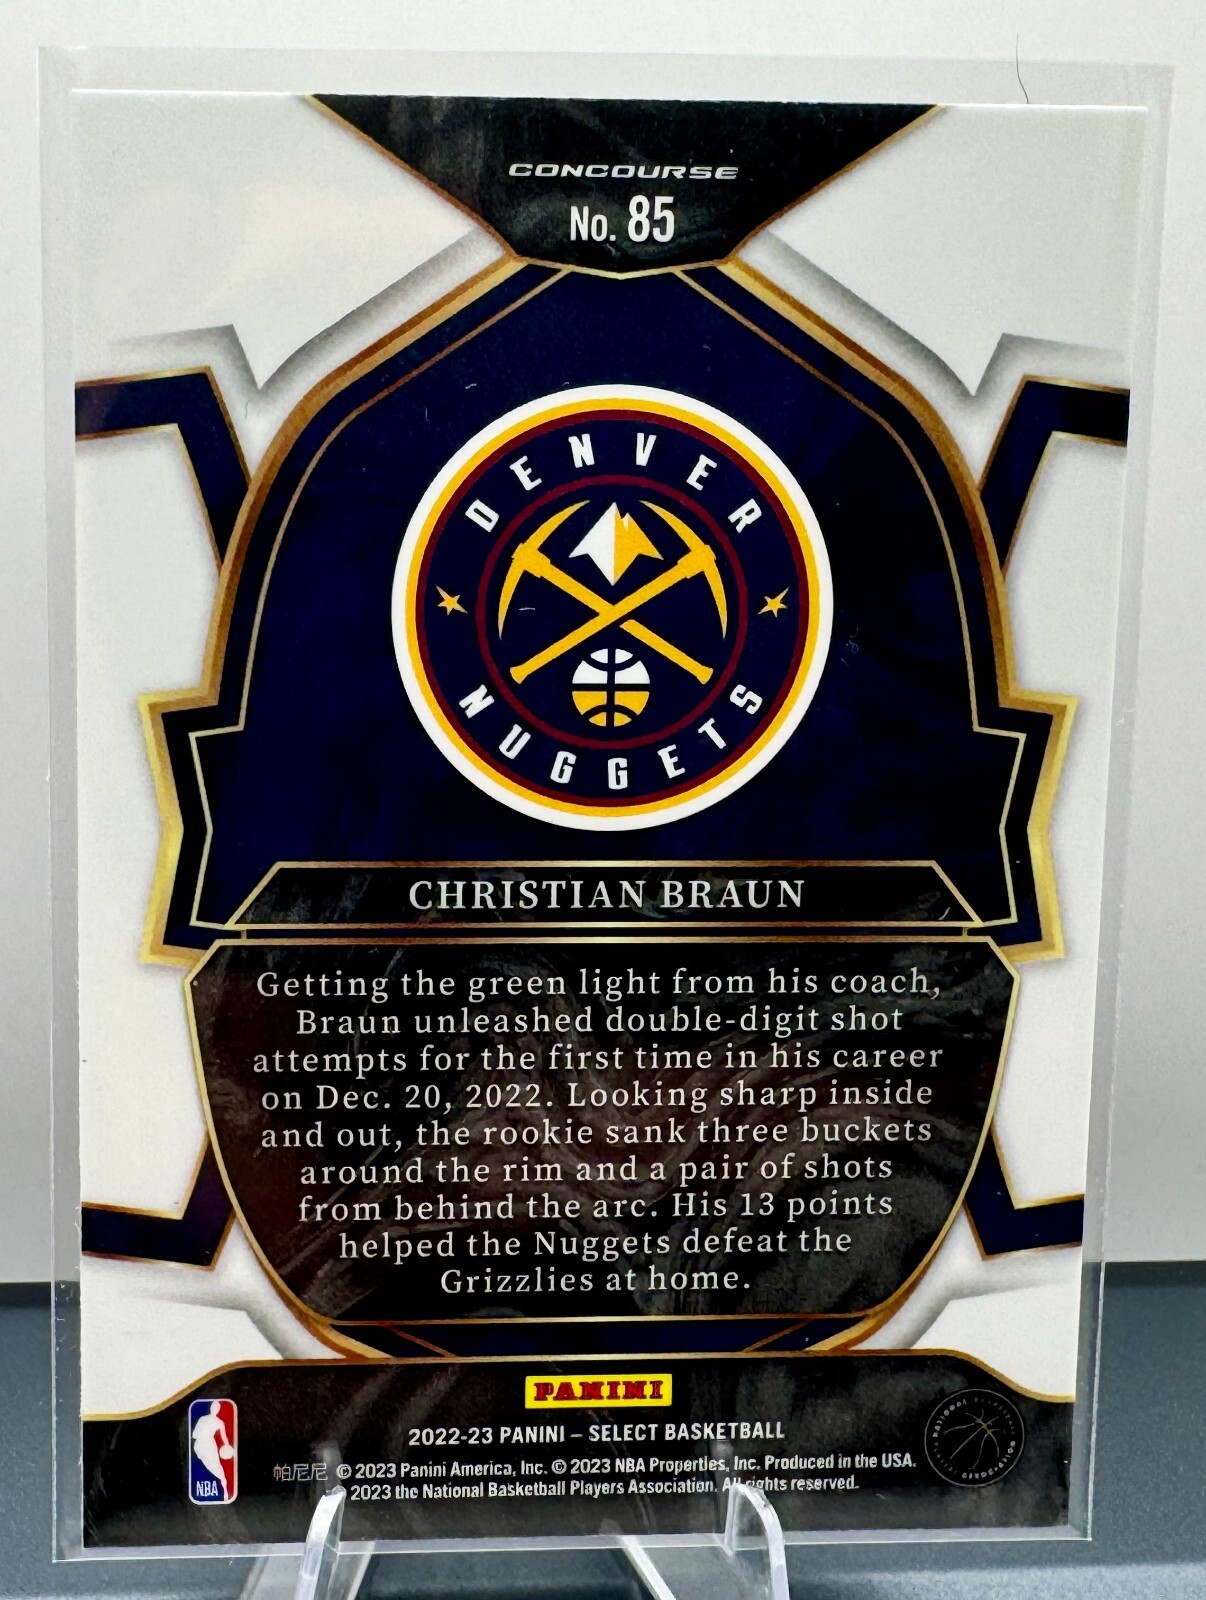 CONCOURSE
No. 85
DENVER
NUGGETS
CHRISTIAN BRAUN
Getting the green light from his coach,
Braun unleashed double-digit shot
attempts for the first time in his career
on Dec. 20, 2022. Looking sharp inside
and out, the rookie sank three buckets
around the rim and a pair of shots
from behind the arc. His 13 points
helped the Nuggets defeat the
Grizzlies at home.
PANINI
2022-23 PANINI – SELECT BASKETBALL
帕尼尼 © 2023 Panini America, Inc. © 2023 NBA Properties, Inc. Produced in the USA.
2023 the National Basketball Players Association. All rights reserved.
NBA